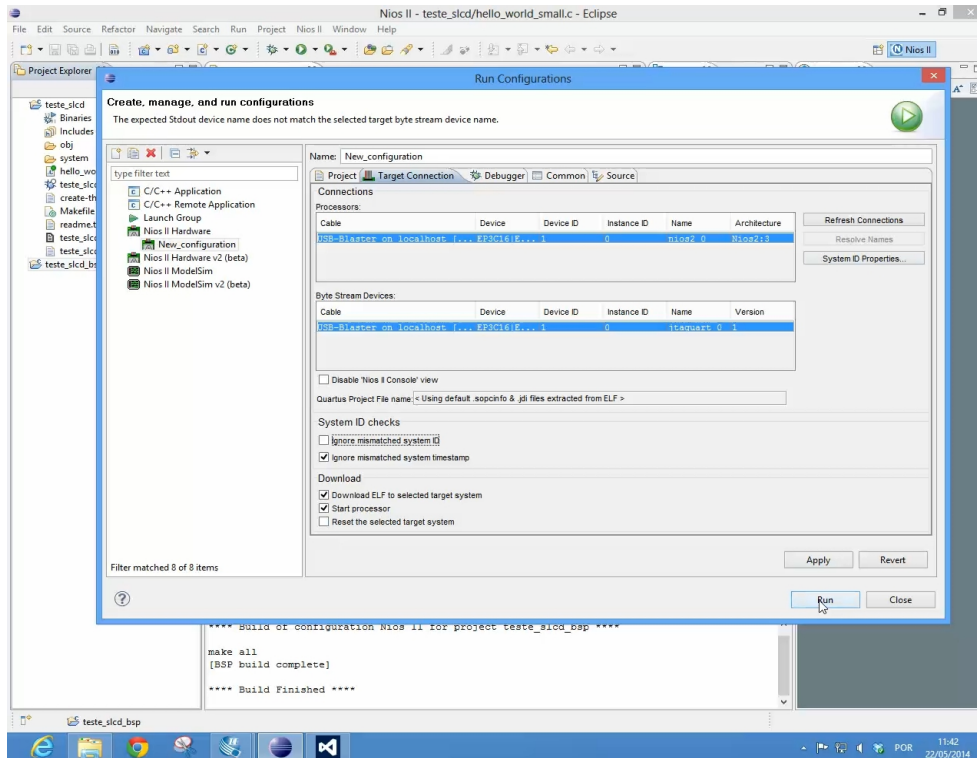 Nios II - teste_slcd/hello_world_small.c - Eclipse
File Edit Source Refactor Navigate Search Run Project Nios II Window Help
Nios II
Project Explorer
Run Configurations
teste_slcd
Binaries
Includes
obj
system
hello_wo
teste_slcd
create-th
Makefile
readme.t
teste_slcd
teste_slcd
teste_slcd_bs
Create, manage, and run configurations
The expected Stdout device name does not match the selected target byte stream device name.
type filter text
C/C++ Application
C/C++ Remote Application
Launch Group
Nios II Hardware
New_configuration
Nios II Hardware v2 (beta)
Nios II ModelSim
Nios II ModelSim v2 (beta)
Filter matched 8 of 8 items
Name: New_configuration
Project Target Connection Debugger Common Source
Connections
Processors:
Cable Device Device ID Instance ID Name Architecture
USB-Blaster on localhost [... EP3C16|E... 1 0 nios2_0 Nios2:3
Refresh Connections
Resolve Names
System ID Properties...
Byte Stream Devices:
Cable Device Device ID Instance ID Name Version
USB-Blaster on localhost [... EP3C16|E... 1 0 jtaguart_0 1
Disable 'Nios II Console' view
Quartus Project File name: < Using default .sopcinfo & .jdi files extracted from ELF >
System ID checks
Ignore mismatched system ID
Ignore mismatched system timestamp
Download
Download ELF to selected target system
Start processor
Reset the selected target system
Apply Revert
Run Close
**** Build of configuration Nios II for project teste_slcd_bsp ****
make all
[BSP build complete]
**** Build Finished ****
teste_slcd_bsp
POR
11:42
22/05/2014